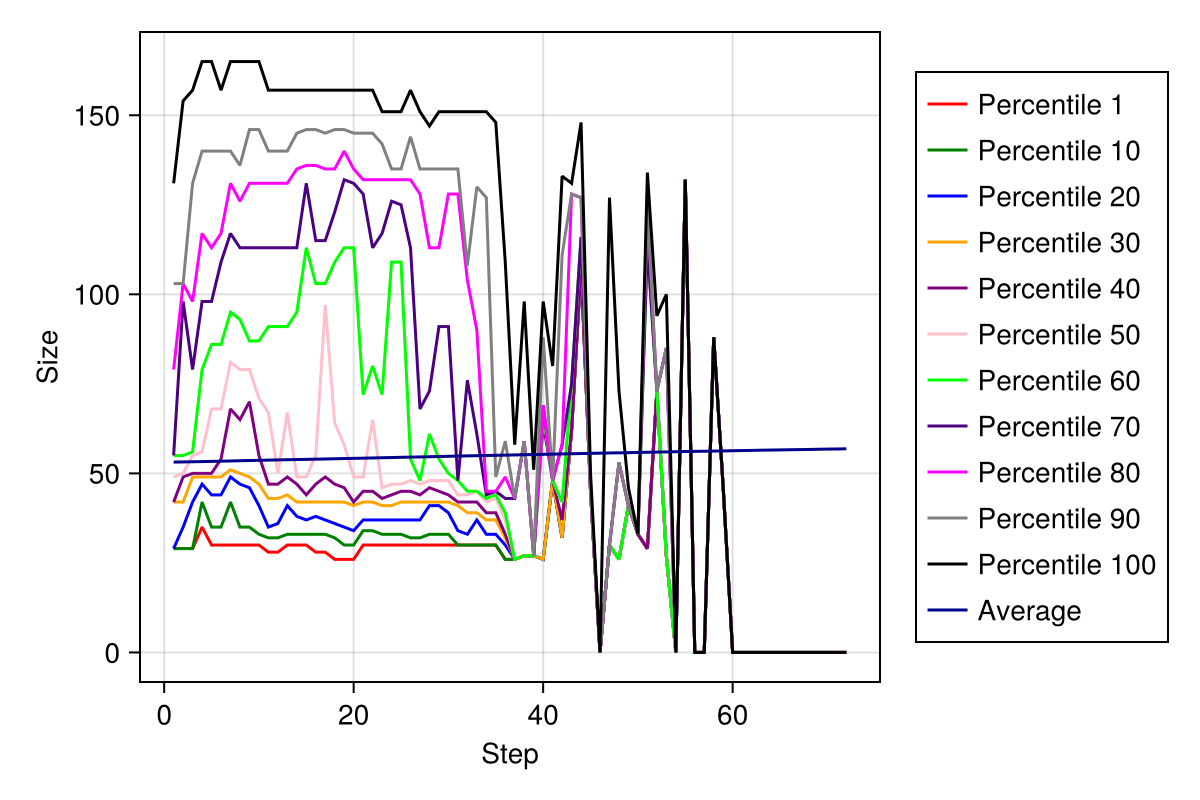 150
100
50
0
0
20
40
60
Size
Step
Percentile 1
Percentile 10
Percentile 20
Percentile 30
Percentile 40
Percentile 50
Percentile 60
Percentile 70
Percentile 80
Percentile 90
Percentile 100
Average